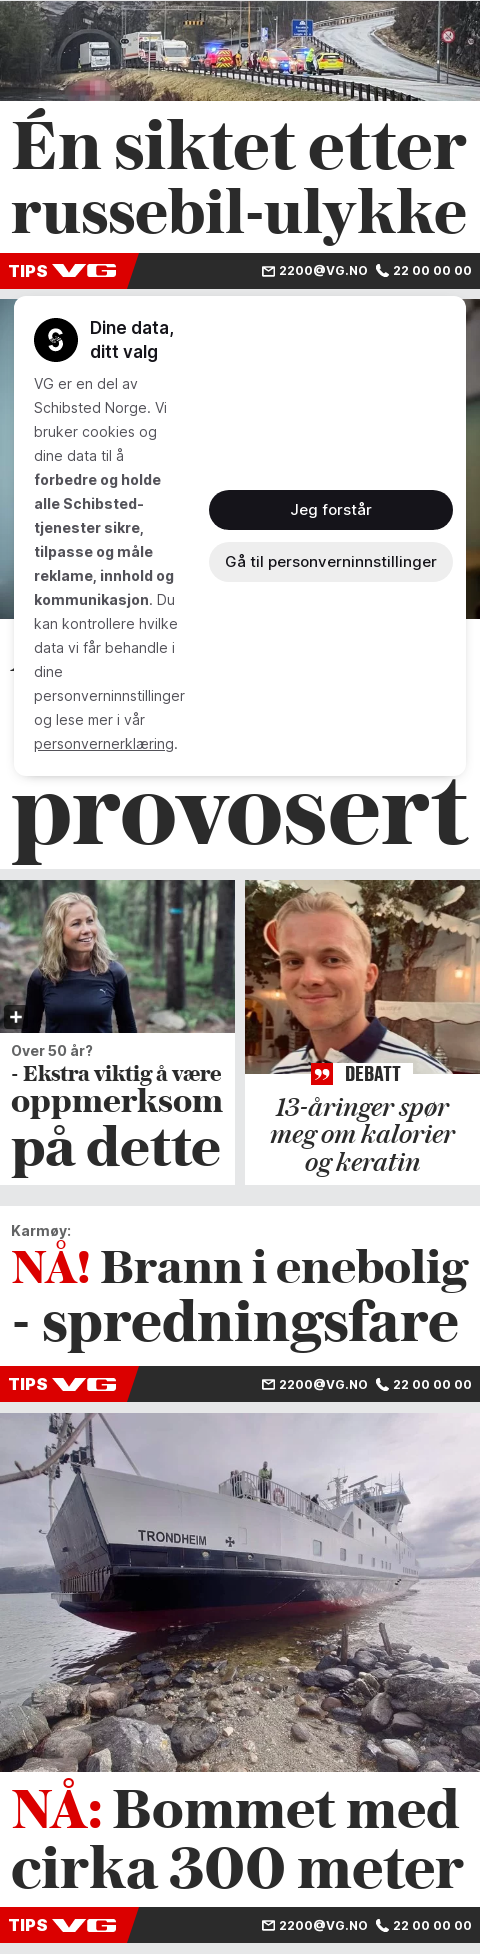 Én siktet etter
russebil-ulykke
TIPS VG
2200@VG.NO 22 00 00 00
Dine data,
ditt valg
VG er en del av
Schibsted Norge. Vi
bruker cookies og
dine data til å
forbedre og holde
alle Schibsted-
tjenester sikre,
tilpasse og måle
reklame, innhold og
kommunikasjon. Du
kan kontrollere hvilke
data vi får behandle i
dine
personverninnstillinger
og lese mer i vår
personvernerklæring.
Jeg forstår
Gå til personverninnstillinger
provosert
Over 50 år?
- Ekstra viktig å være
oppmerksom
på dette
DEBATT
13-åringer spør
meg om kalorier
og keratin
Karmøy:
NÅ! Brann i enebolig
- spredningsfare
TIPS VG
2200@VG.NO 22 00 00 00
TRONDHEIM
NÅ: Bommet med
cirka 300 meter
TIPS VG
2200@VG.NO 22 00 00 00